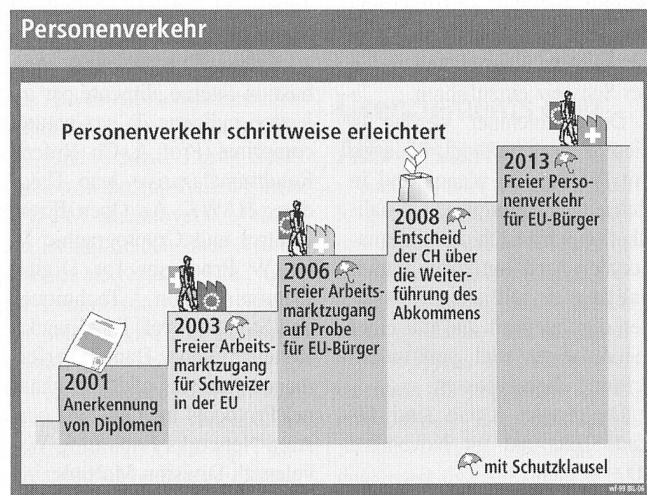 Personenverkehr
Personenverkehr schrittweise erleichtert
2001
Anerkennung
von Diplomen
2003
Freier Arbeits-
marktzugang
für Schweizer
in der EU
2006
Freier Arbeits-
marktzugang
auf Probe
für EU-Bürger
2008
Entscheid
der CH über
die Weiter-
führung des
Abkommens
2013
Freier Perso-
nenverkehr
für EU-Bürger
mit Schutzklausel